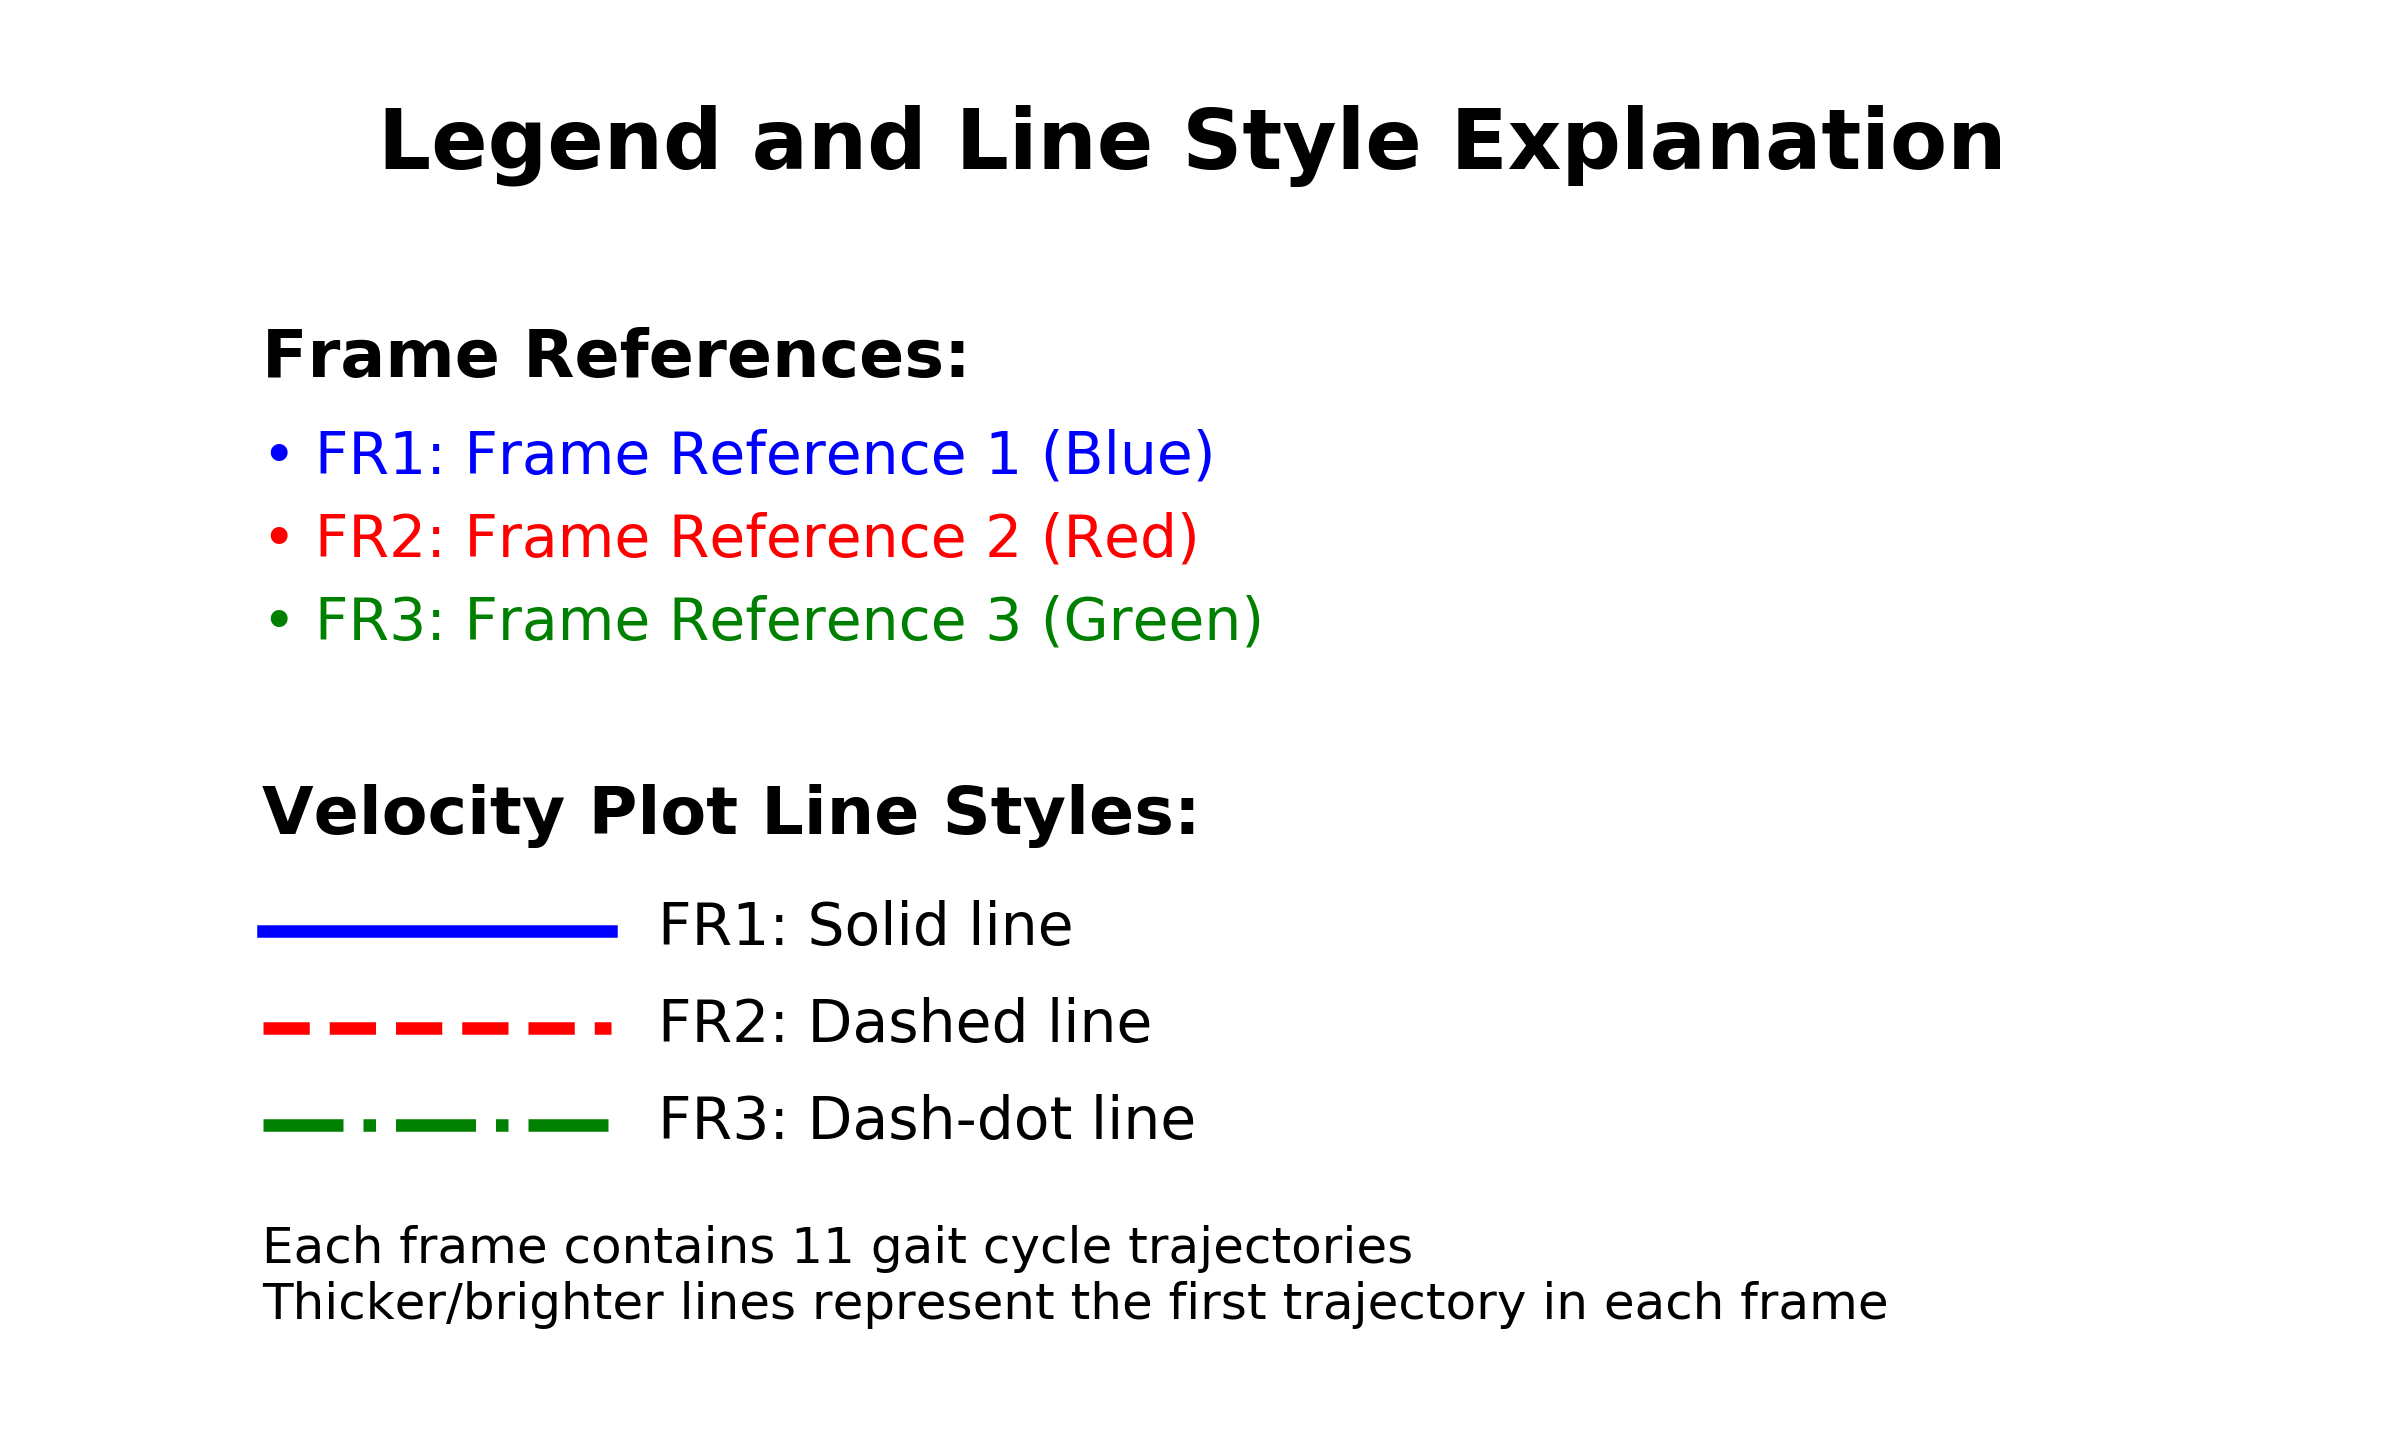 Legend and Line Style Explanation
Frame References:
• FR1: Frame Reference 1 (Blue)
• FR2: Frame Reference 2 (Red)
• FR3: Frame Reference 3 (Green)
Velocity Plot Line Styles:
FR1: Solid line
FR2: Dashed line
FR3: Dash-dot line
Each frame contains 11 gait cycle trajectories
Thicker/brighter lines represent the first trajectory in each frame